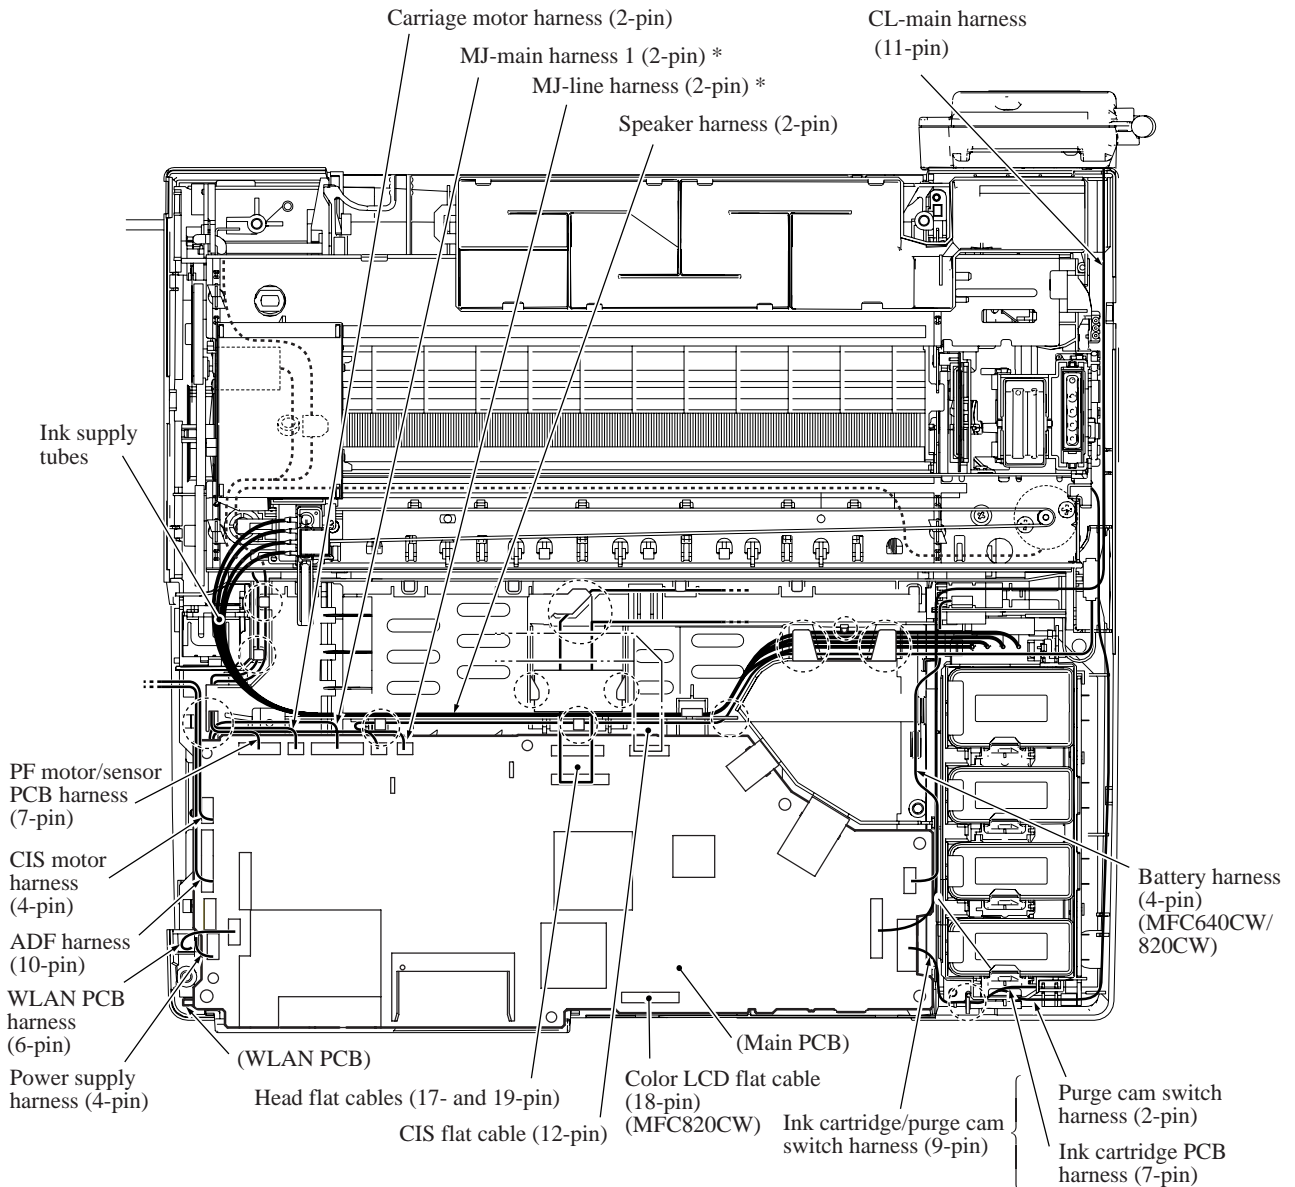 Carriage motor harness (2-pin)
MJ-main harness 1 (2-pin) *
MJ-line harness (2-pin) *
Speaker harness (2-pin)
CL-main harness
(11-pin)
Ink supply
tubes
PF motor/sensor
PCB harness
(7-pin)
CIS motor
harness
(4-pin)
ADF harness
(10-pin)
WLAN PCB
harness
(6-pin)
Power supply
harness (4-pin)
(WLAN PCB)
Head flat cables (17- and 19-pin)
CIS flat cable (12-pin)
Color LCD flat cable
(18-pin)
(MFC820CW)
(Main PCB)
Ink cartridge/purge cam
switch harness (9-pin)
Battery harness
(4-pin)
(MFC640CW/
820CW)
Purge cam switch
harness (2-pin)
Ink cartridge PCB
harness (7-pin)